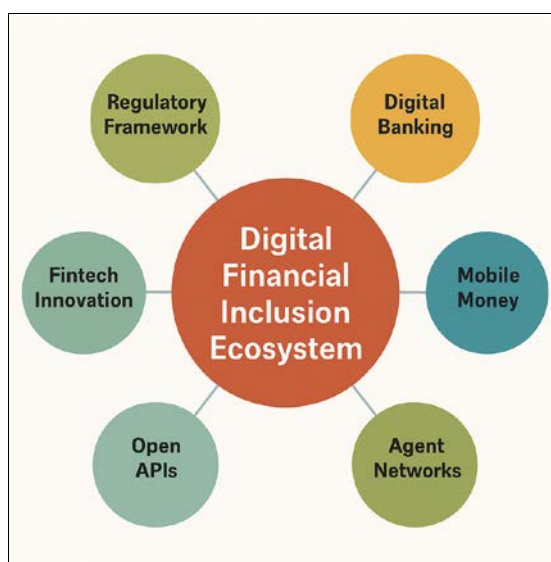 Regulatory
Framework
Digital
Banking
Digital
Financial
Inclusion
Ecosystem
Fintech
Innovation
Mobile
Money
Open
APIs
Agent
Networks